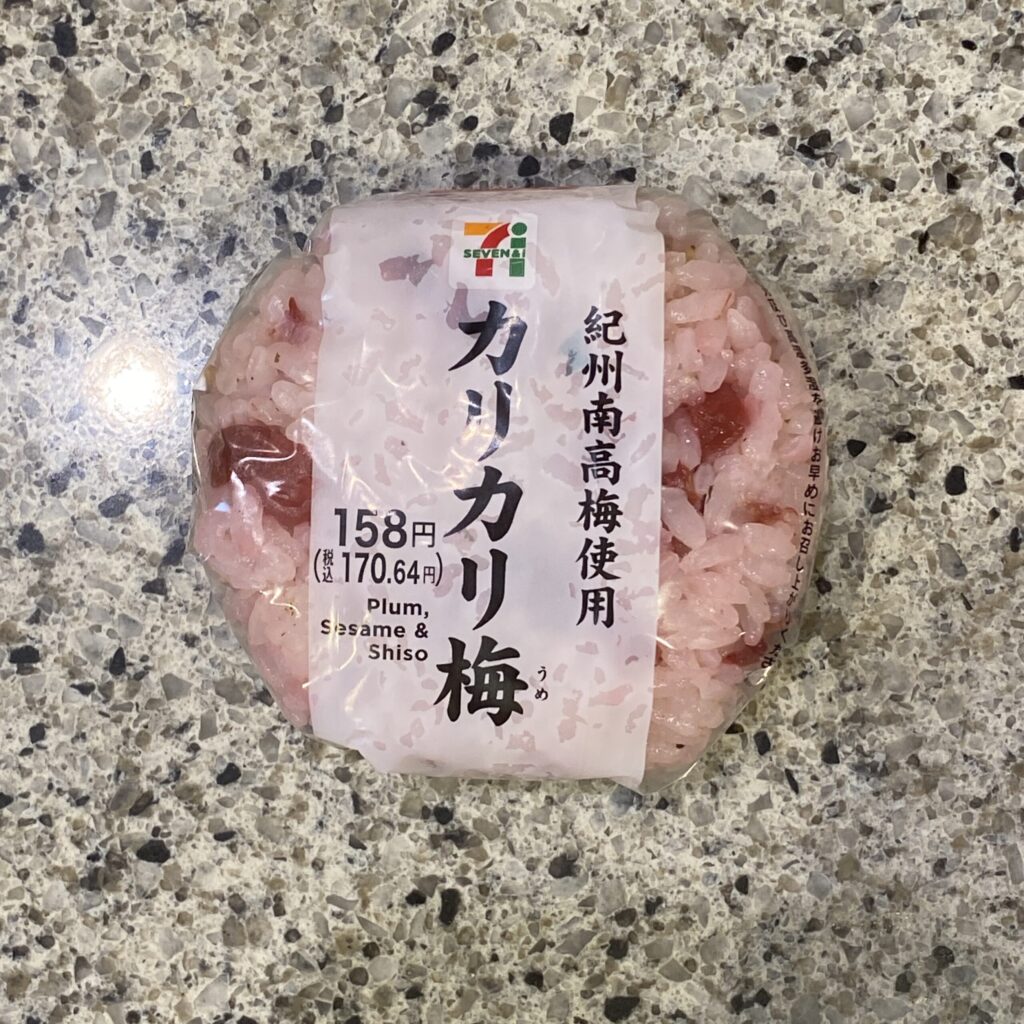 SEVEN&i
紀州南高梅使用
カリカリ梅
うめ
158円
(税込170.64円)
Plum,
Sesame &
Shiso